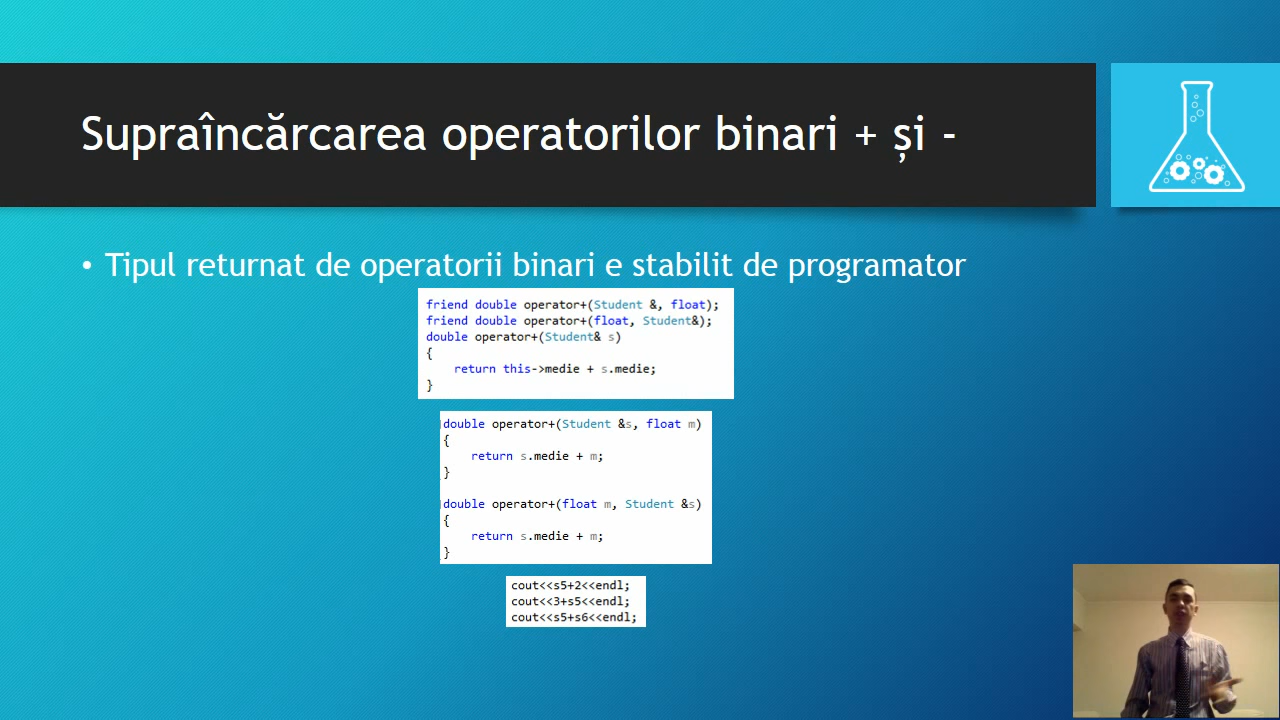 Supraîncărcarea operatorilor binari + și -
• Tipul returnat de operatorii binari e stabilit de programator
friend double operator+(Student &, float);
friend double operator+(float, Student&);
double operator+(Student& s)
{
    return this->medie + s.medie;
}
double operator+(Student &s, float m)
{
    return s.medie + m;
}
double operator+(float m, Student &s)
{
    return s.medie + m;
}
cout<<s5+2<<endl;
cout<<3+s5<<endl;
cout<<s5+s6<<endl;